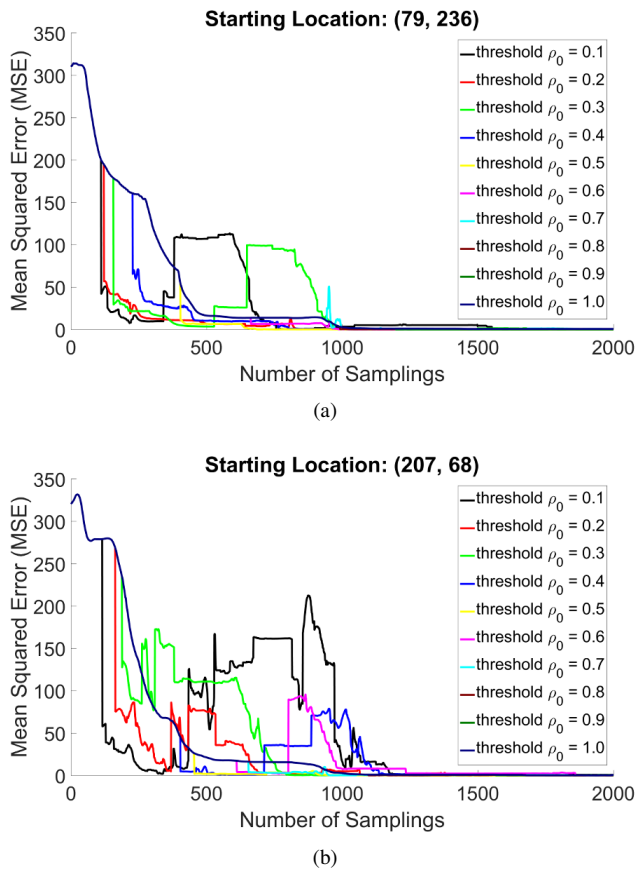 Starting Location: (79, 236)
Mean Squared Error (MSE)
350
300
250
200
150
100
50
0
threshold ρ0 = 0.1
threshold ρ0 = 0.2
threshold ρ0 = 0.3
threshold ρ0 = 0.4
threshold ρ0 = 0.5
threshold ρ0 = 0.6
threshold ρ0 = 0.7
threshold ρ0 = 0.8
threshold ρ0 = 0.9
threshold ρ0 = 1.0
0 500 1000 1500 2000
Number of Samplings
(a)
Starting Location: (207, 68)
Mean Squared Error (MSE)
350
300
250
200
150
100
50
0
threshold ρ0 = 0.1
threshold ρ0 = 0.2
threshold ρ0 = 0.3
threshold ρ0 = 0.4
threshold ρ0 = 0.5
threshold ρ0 = 0.6
threshold ρ0 = 0.7
threshold ρ0 = 0.8
threshold ρ0 = 0.9
threshold ρ0 = 1.0
0 500 1000 1500 2000
Number of Samplings
(b)